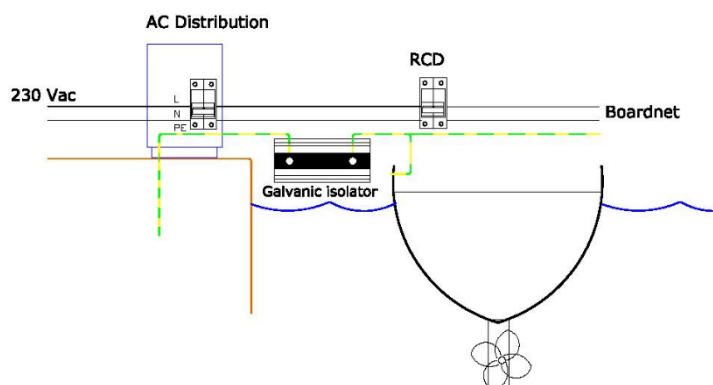 AC Distribution
RCD
230 Vac
L
N
PE
Boardnet
Galvanic isolator